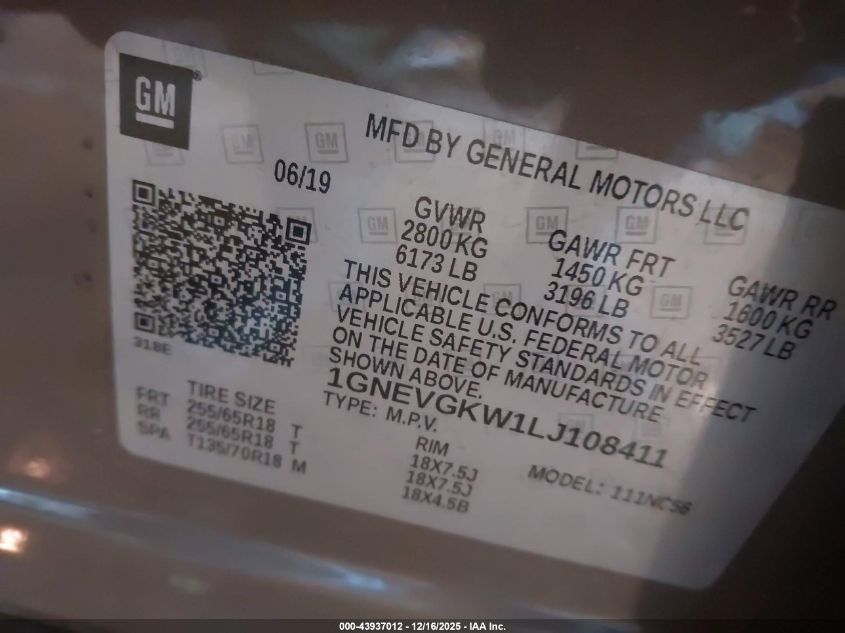 GM
MFD BY GENERAL MOTORS LLC
06/19
GVWR
2800 KG
6173 LB
GAWR FRT
1450 KG
3196 LB
GAWR RR
1600 KG
3527 LB
THIS VEHICLE CONFORMS TO ALL
APPLICABLE U.S. FEDERAL MOTOR
VEHICLE SAFETY STANDARDS IN EFFECT
ON THE DATE OF MANUFACTURE
SHOWN ABOVE.
1GNEVGKW1LJ108411
TYPE: M.P.V.
MODEL: 111NC56
318E
TIRE SIZE
RIM
FRT 255/65R18 T 18X7.5J
RR 255/65R18 T 18X7.5J
SPA T135/70R18 M 18X4.5B
000-43937012 - 12/16/2025 - IAA Inc.